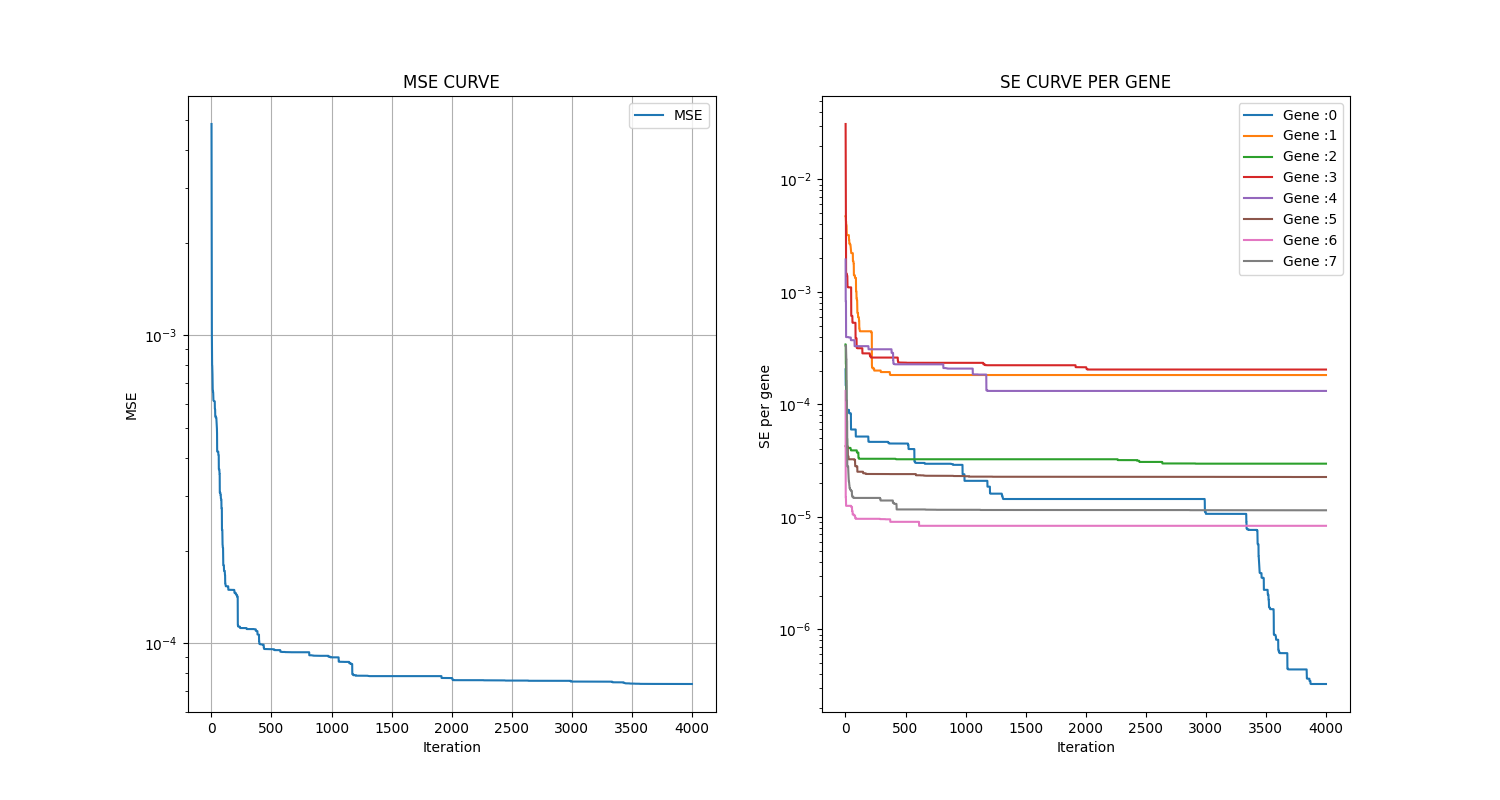 MSE CURVE
MSE
10⁻³
10⁻⁴
MSE
0 500 1000 1500 2000 2500 3000 3500 4000
Iteration
SE CURVE PER GENE
Gene :0
Gene :1
Gene :2
Gene :3
Gene :4
Gene :5
Gene :6
Gene :7
10⁻²
10⁻³
10⁻⁴
10⁻⁵
10⁻⁶
SE per gene
0 500 1000 1500 2000 2500 3000 3500 4000
Iteration